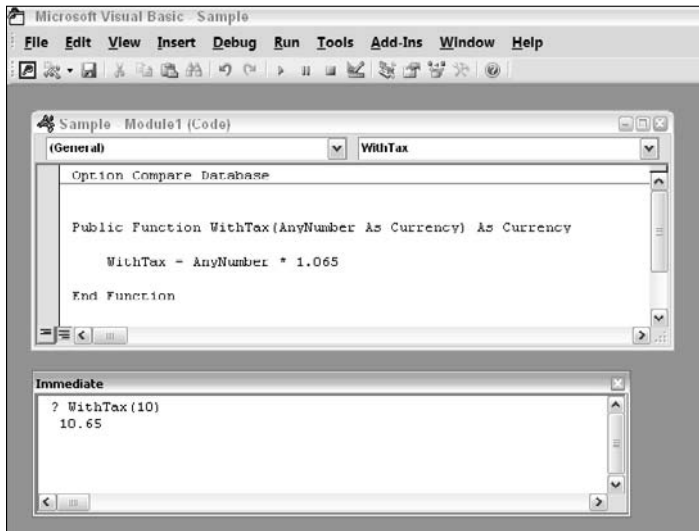 Microsoft Visual Basic - Sample
File Edit View Insert Debug Run Tools Add-Ins Window Help
Sample - Module1 (Code)
(General) WithTax
Option Compare Database
Public Function WithTax(AnyNumber As Currency) As Currency
WithTax = AnyNumber * 1.065
End Function
Immediate
? WithTax(10)
10.65